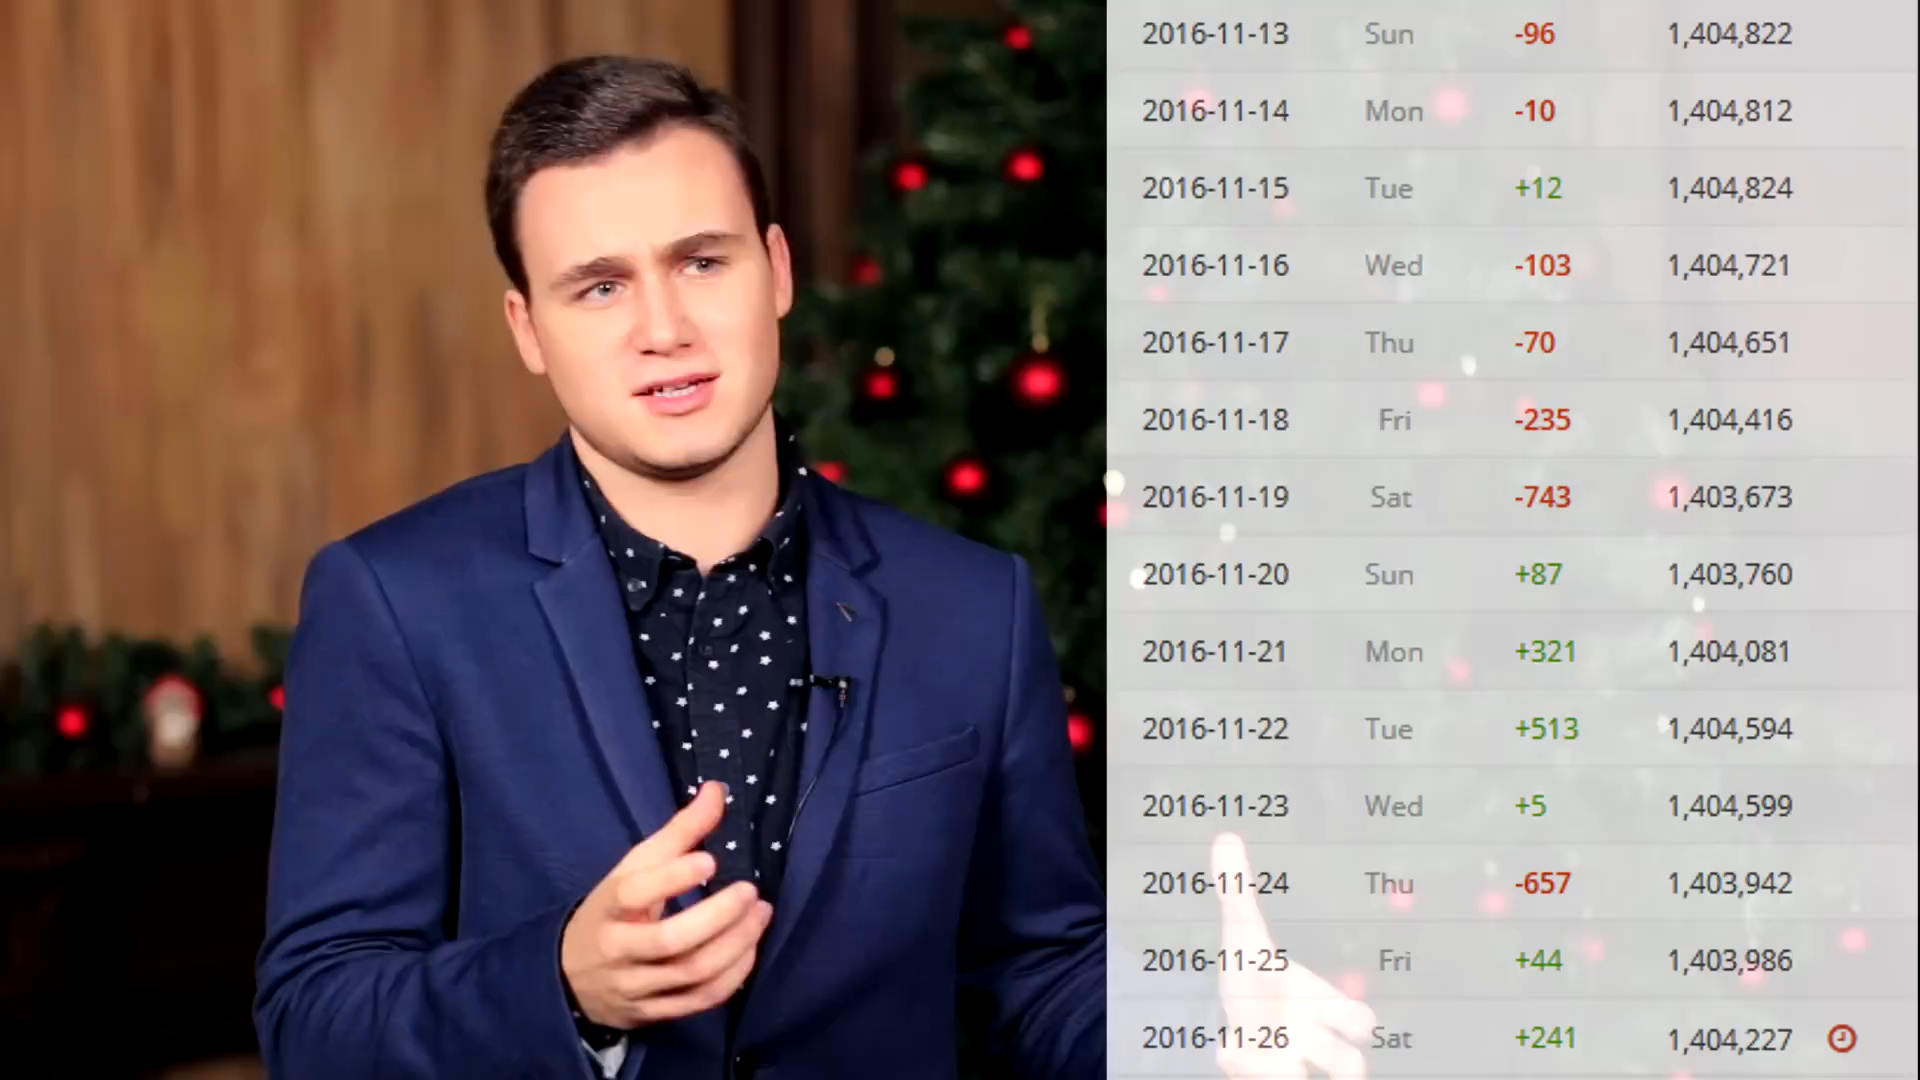 2016-11-13 Sun -96 1,404,822
2016-11-14 Mon -10 1,404,812
2016-11-15 Tue +12 1,404,824
2016-11-16 Wed -103 1,404,721
2016-11-17 Thu -70 1,404,651
2016-11-18 Fri -235 1,404,416
2016-11-19 Sat -743 1,403,673
2016-11-20 Sun +87 1,403,760
2016-11-21 Mon +321 1,404,081
2016-11-22 Tue +513 1,404,594
2016-11-23 Wed +5 1,404,599
2016-11-24 Thu -657 1,403,942
2016-11-25 Fri +44 1,403,986
2016-11-26 Sat +241 1,404,227